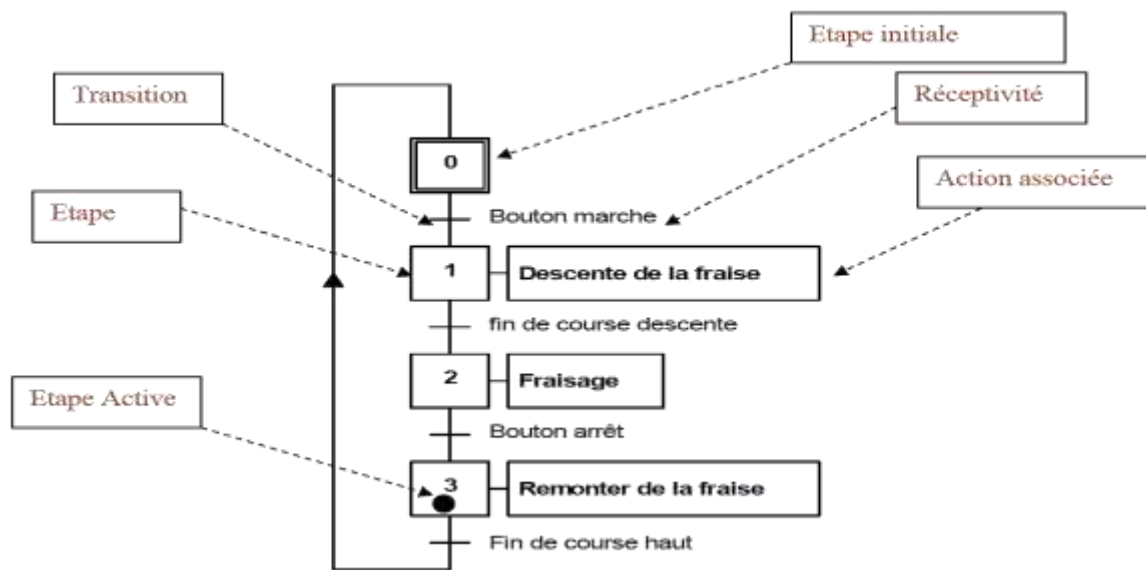 Etape initiale
Transition
Réceptivité
0
Action associée
Etape
Bouton marche
1
Descente de la fraise
fin de course descente
2
Fraisage
Etape Active
Bouton arrêt
3
Remonter de la fraise
Fin de course haut